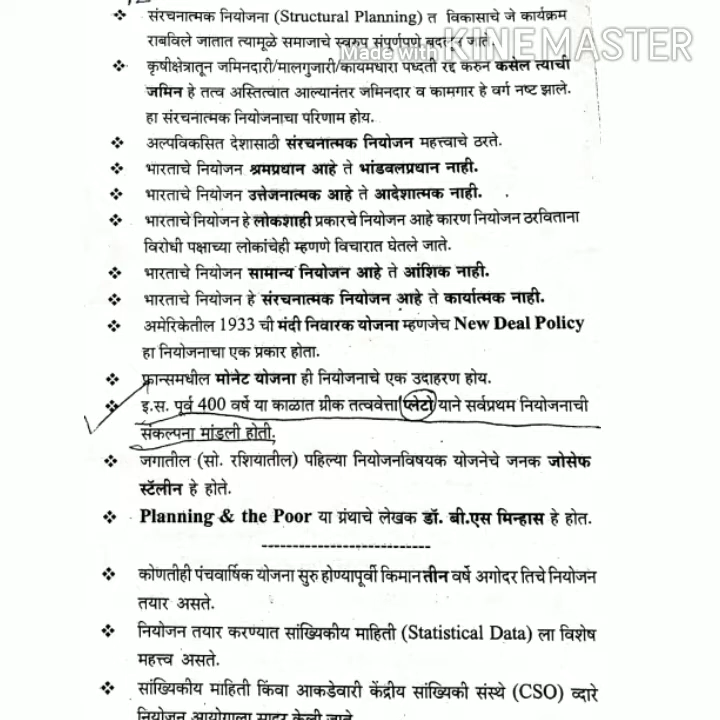 ❖ संरचनात्मक नियोजना (Structural Planning) त विकासाचे जे कार्यक्रम
राबविले जातात त्यामूळे समाजाचे स्वरुप संपुर्णपणे बदलून जाते.
Made with KINEMASTER
❖ कृषीक्षेत्रातून जमिनदारी/मालगुजारी/कायमधारा पध्दती रद्द करुन कसेल त्याची
जमिन हे तत्व अस्तित्वात आल्यानंतर जमिनदार व कामगार हे वर्ग नष्ट झाले.
हा संरचनात्मक नियोजनाचा परिणाम होय.
❖ अल्पविकसित देशासाठी संरचनात्मक नियोजन महत्त्वाचे ठरते.
❖ भारताचे नियोजन श्रमप्रधान आहे ते भांडवलप्रधान नाही.
❖ भारताचे नियोजन उत्तेजनात्मक आहे ते आदेशात्मक नाही.
❖ भारताचे नियोजन हे लोकशाही प्रकारचे नियोजन आहे कारण नियोजन ठरविताना
विरोधी पक्षाच्या लोकांचेही म्हणणे विचारात घेतले जाते.
❖ भारताचे नियोजन सामान्य नियोजन आहे ते आंशिक नाही.
❖ भारताचे नियोजन हे संरचनात्मक नियोजन आहे ते कार्यात्मक नाही.
❖ अमेरिकेतील 1933 ची मंदी निवारक योजना म्हणजेच New Deal Policy
हा नियोजनाचा एक प्रकार होता.
❖ फ्रान्समधील मोनेट योजना ही नियोजनाचे एक उदाहरण होय.
❖ इ.स. पूर्व 400 वर्षे या काळात ग्रीक तत्ववेत्ता प्लेटो याने सर्वप्रथम नियोजनाची
संकल्पना मांडली होती.
❖ जगातील (सो. रशियातील) पहिल्या नियोजनविषयक योजनेचे जनक जोसेफ
स्टॅलीन हे होते.
❖ Planning & the Poor या ग्रंथाचे लेखक डॉ. बी.एस मिन्हास हे होत.
❖ कोणतीही पंचवार्षिक योजना सुरु होण्यापूर्वी किमान तीन वर्षे अगोदर तिचे नियोजन
तयार असते.
❖ नियोजन तयार करण्यात सांख्यिकीय माहिती (Statistical Data) ला विशेष
महत्त्व असते.
❖ सांख्यिकीय माहिती किंवा आकडेवारी केंद्रीय सांख्यिकी संस्थे (CSO) व्दारे
नियोजन आयोगाला सादर केली जाते